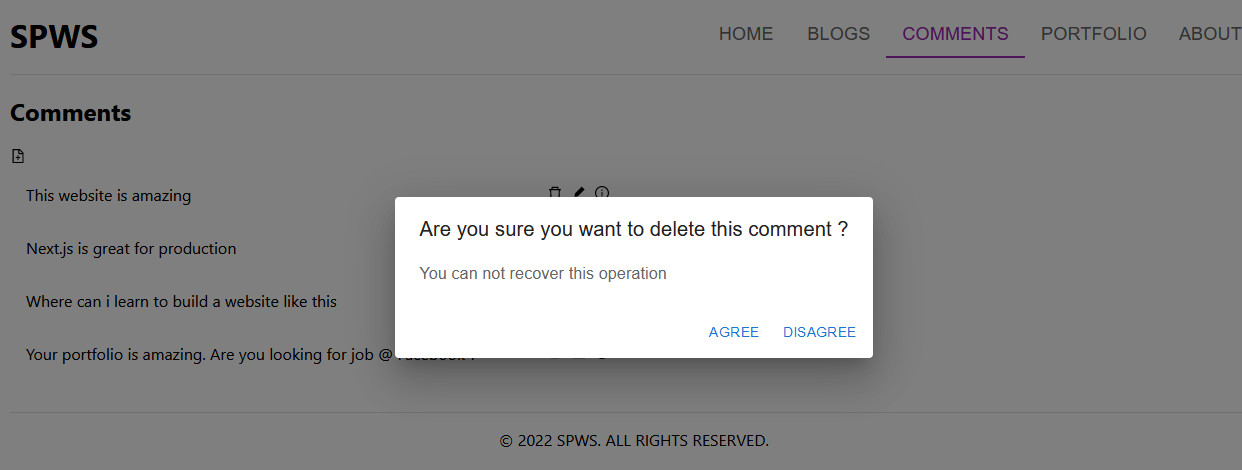 SPWS
HOME BLOGS COMMENTS PORTFOLIO ABOUT
Comments
This website is amazing
Next.js is great for production
Where can i learn to build a website like this
Your portfolio is amazing. Are you looking for job @
Are you sure you want to delete this comment ?
You can not recover this operation
AGREE DISAGREE
© 2022 SPWS. ALL RIGHTS RESERVED.